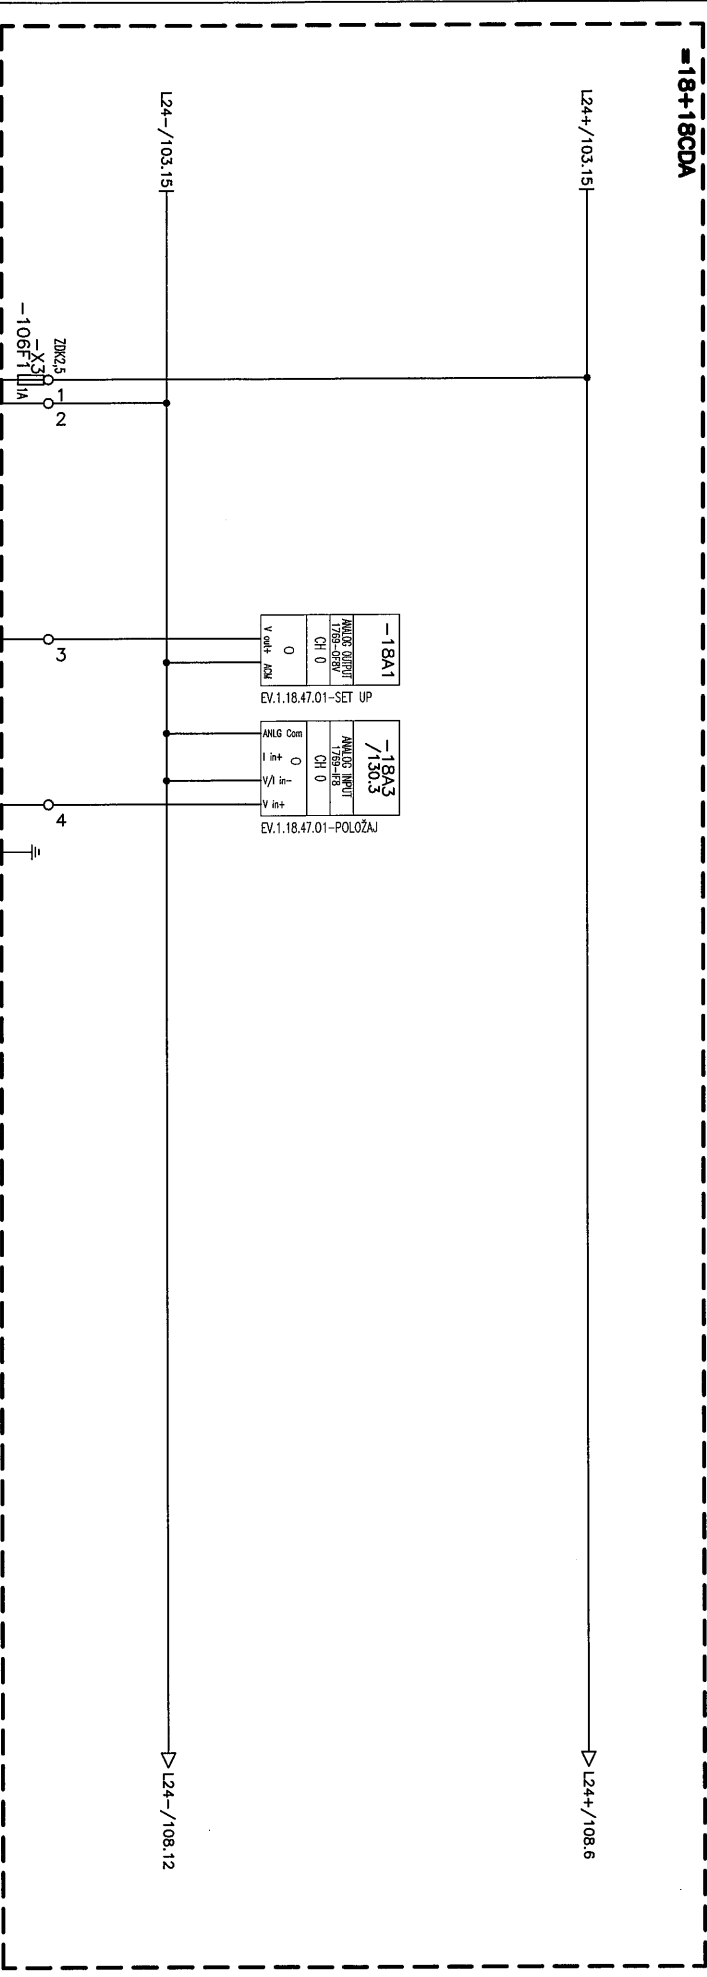 =18+18CDA
L24+/103.15
L24+/108.6
L24-/103.15
L24-/108.12
-18A1
ANALOG OUTPUT
1769-OF8V
CH 0
0
V out+
ACM
EV.1.18.47.01-SET UP
-18A3
/130.3
ANALOG INPUT
1769-IF8
CH 0
0
ANLG Com
I in+
V/I in-
V in+
EV.1.18.47.01-POLOŽAJ
ZDK2,5
-X3
-106F1
1A
1
2
3
4